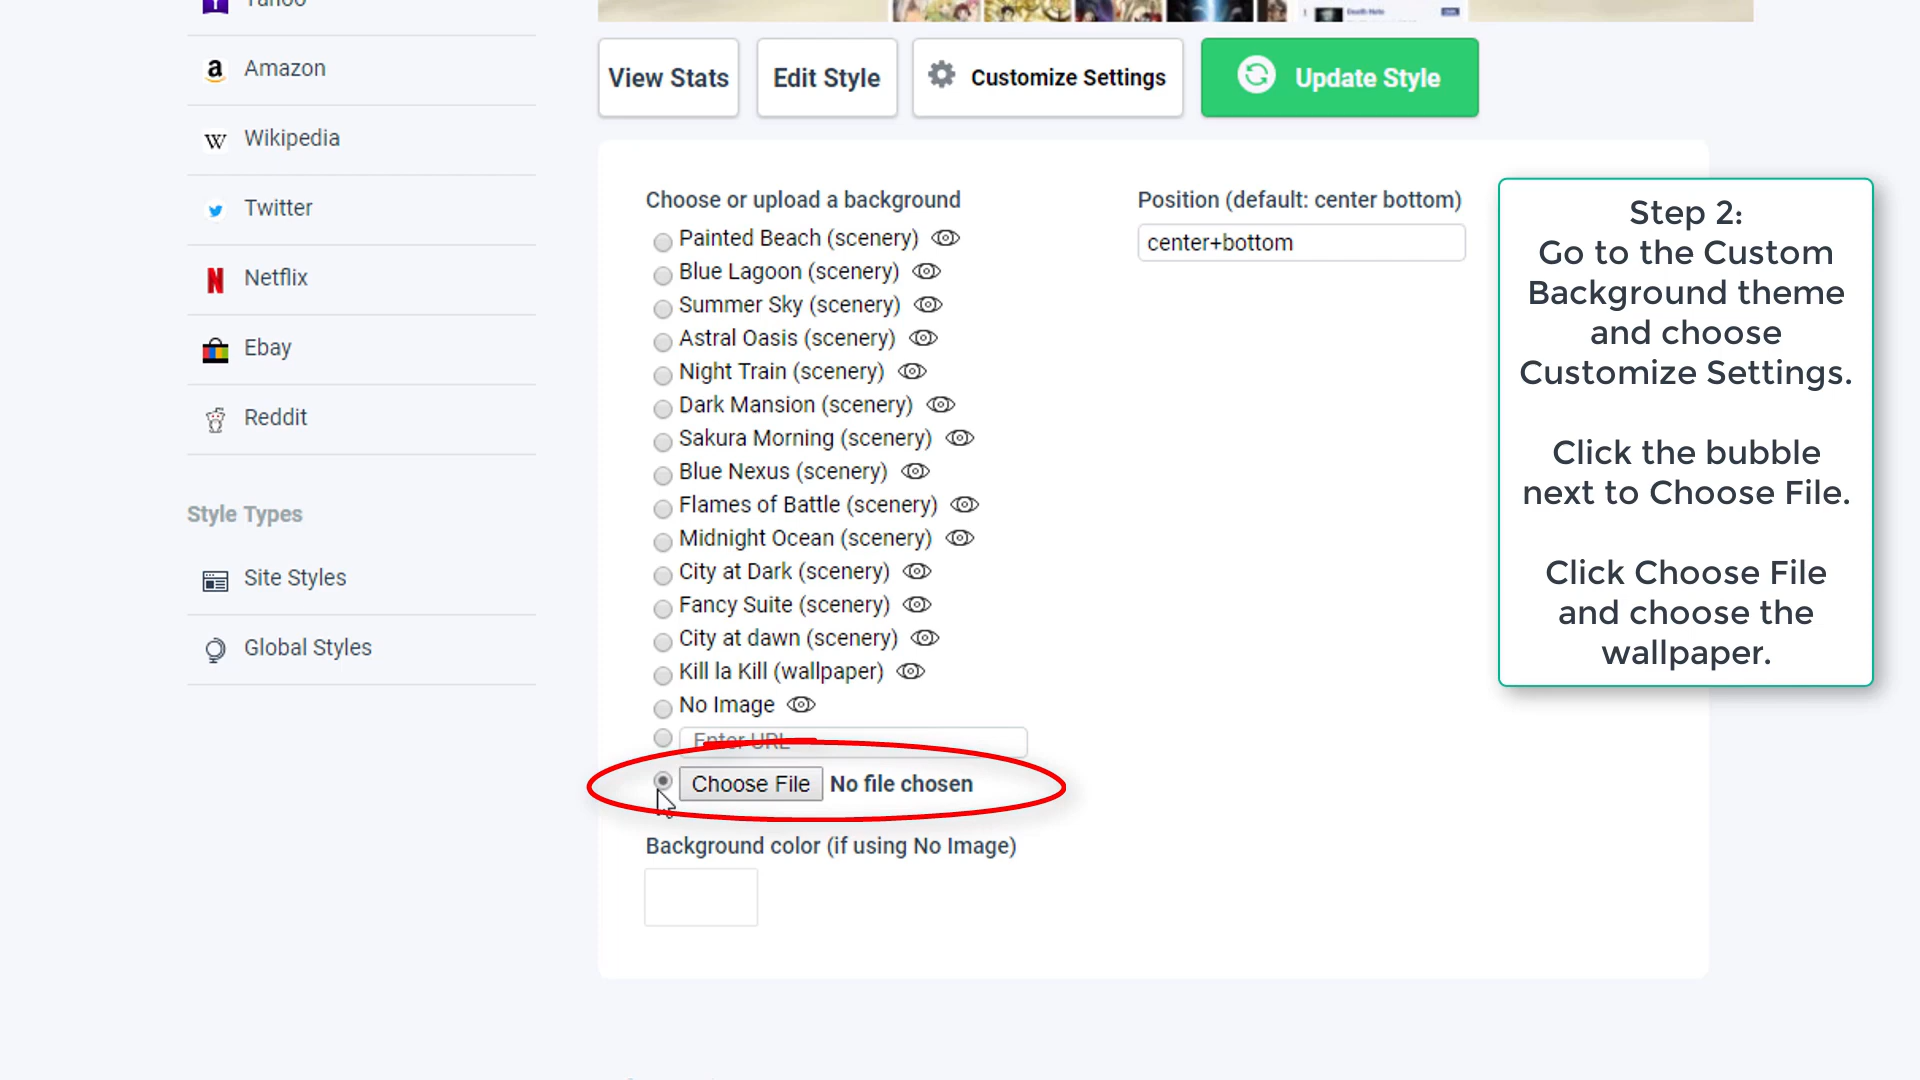 Yahoo
Amazon
Wikipedia
Twitter
Netflix
Ebay
Reddit
Style Types
Site Styles
Global Styles
View Stats
Edit Style
Customize Settings
Update Style
Choose or upload a background
Painted Beach (scenery)
Blue Lagoon (scenery)
Summer Sky (scenery)
Astral Oasis (scenery)
Night Train (scenery)
Dark Mansion (scenery)
Sakura Morning (scenery)
Blue Nexus (scenery)
Flames of Battle (scenery)
Midnight Ocean (scenery)
City at Dark (scenery)
Fancy Suite (scenery)
City at dawn (scenery)
Kill la Kill (wallpaper)
No Image
Enter URL
Choose File No file chosen
Background color (if using No Image)
Position (default: center bottom)
center+bottom
Step 2:
Go to the Custom
Background theme
and choose
Customize Settings.
Click the bubble
next to Choose File.
Click Choose File
and choose the
wallpaper.